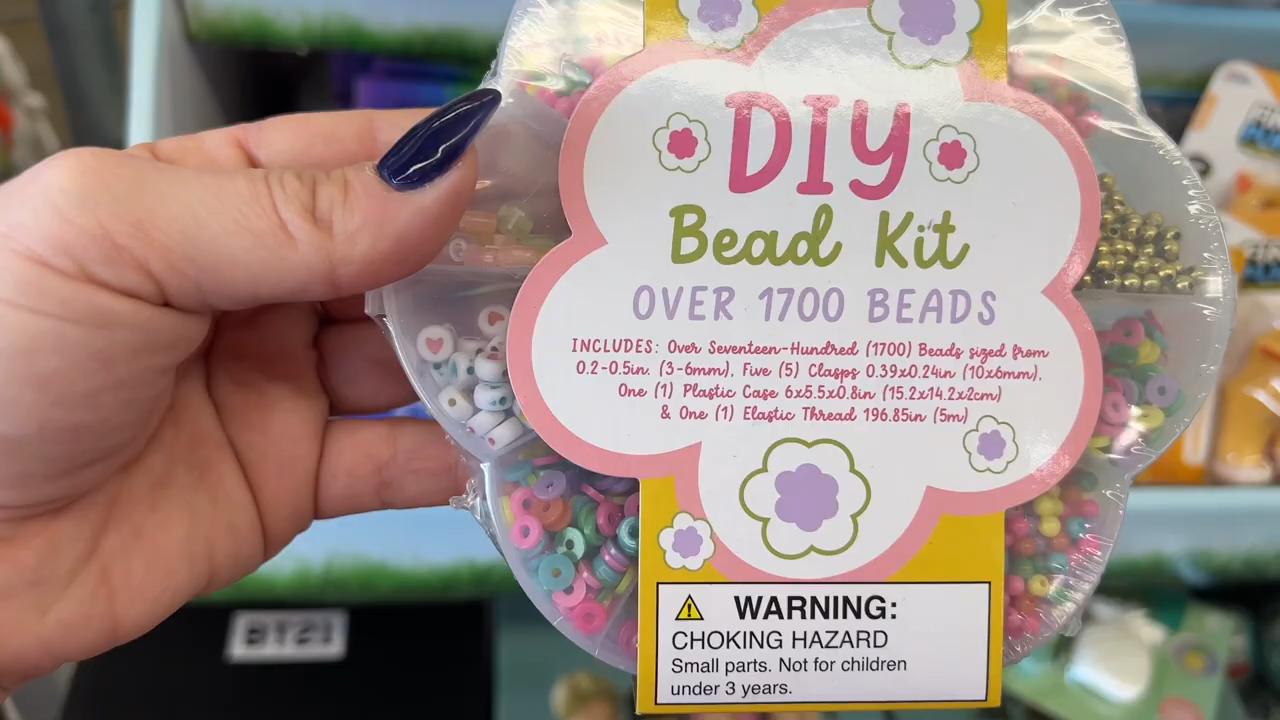 DIY
Bead Kit
OVER 1700 BEADS
INCLUDES: Over Seventeen-Hundred (1700) Beads sized from
0.2-0.5in. (3-6mm), Five (5) Clasps 0.39x0.24in (10x6mm),
One (1) Plastic Case 6x5.5x0.8in (15.2x14.2x2cm)
& One (1) Elastic Thread 196.85in (5m)
WARNING:
CHOKING HAZARD
Small parts. Not for children
under 3 years.